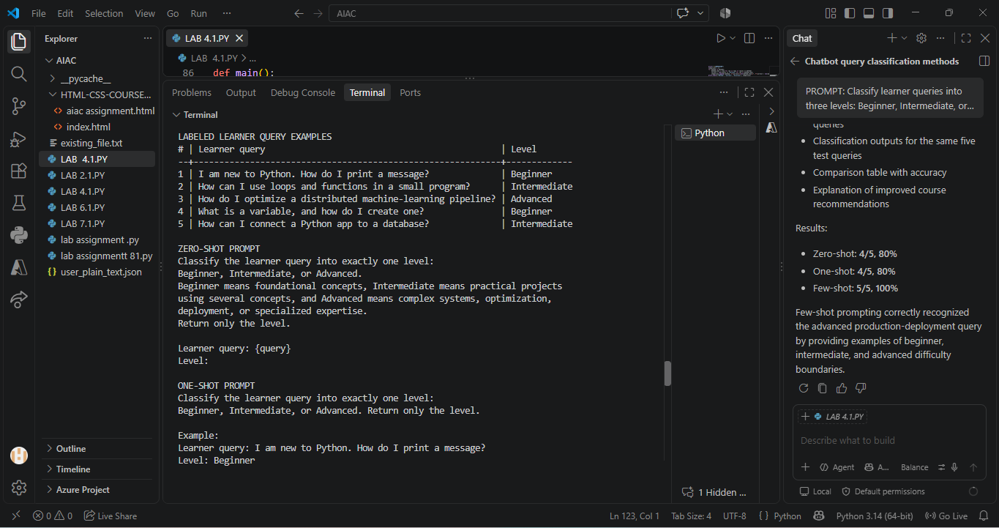 File Edit Selection View Go Run ···
AIAC
Explorer ···
AIAC
__pycache__
HTML-CSS-COURSE...
<> aiac assignment.html
<> index.html
existing_file.txt
LAB  4.1.PY
LAB 2.1.PY
LAB 4.1.PY
LAB 6.1.PY
LAB 7.1.PY
lab assignment .py
lab assignmentt 81.py
{} user_plain_text.json
Outline
Timeline
Azure Project
LAB 4.1.PY
LAB  4.1.PY > ...
86 def main():
Problems Output Debug Console Terminal Ports
Terminal
Python
1 Hidden ...
LABELED LEARNER QUERY EXAMPLES
# | Learner query | Level
--+-----------------------------------------------------+------------
1 | I am new to Python. How do I print a message? | Beginner
2 | How can I use loops and functions in a small program? | Intermediate
3 | How do I optimize a distributed machine-learning pipeline? | Advanced
4 | What is a variable, and how do I create one? | Beginner
5 | How can I connect a Python app to a database? | Intermediate
ZERO-SHOT PROMPT
Classify the learner query into exactly one level:
Beginner, Intermediate, or Advanced.
Beginner means foundational concepts, Intermediate means practical projects
using several concepts, and Advanced means complex systems, optimization,
deployment, or specialized expertise.
Return only the level.
Learner query: {query}
Level:
ONE-SHOT PROMPT
Classify the learner query into exactly one level:
Beginner, Intermediate, or Advanced. Return only the level.
Example:
Learner query: I am new to Python. How do I print a message?
Level: Beginner
Chat
Chatbot query classification methods
PROMPT: Classify learner queries into
three levels: Beginner, Intermediate, or...
queries
• Classification outputs for the same five
test queries
• Comparison table with accuracy
• Explanation of improved course
recommendations
Results:
• Zero-shot: 4/5, 80%
• One-shot: 4/5, 80%
• Few-shot: 5/5, 100%
Few-shot prompting correctly recognized
the advanced production-deployment query
by providing examples of beginner,
intermediate, and advanced difficulty
boundaries.
LAB 4.1.PY
Describe what to build
Agent A... Balance
Local Default permissions
0 0 Live Share Ln 123, Col 1 Tab Size: 4 UTF-8 {} Python Python 3.14 (64-bit) Go Live